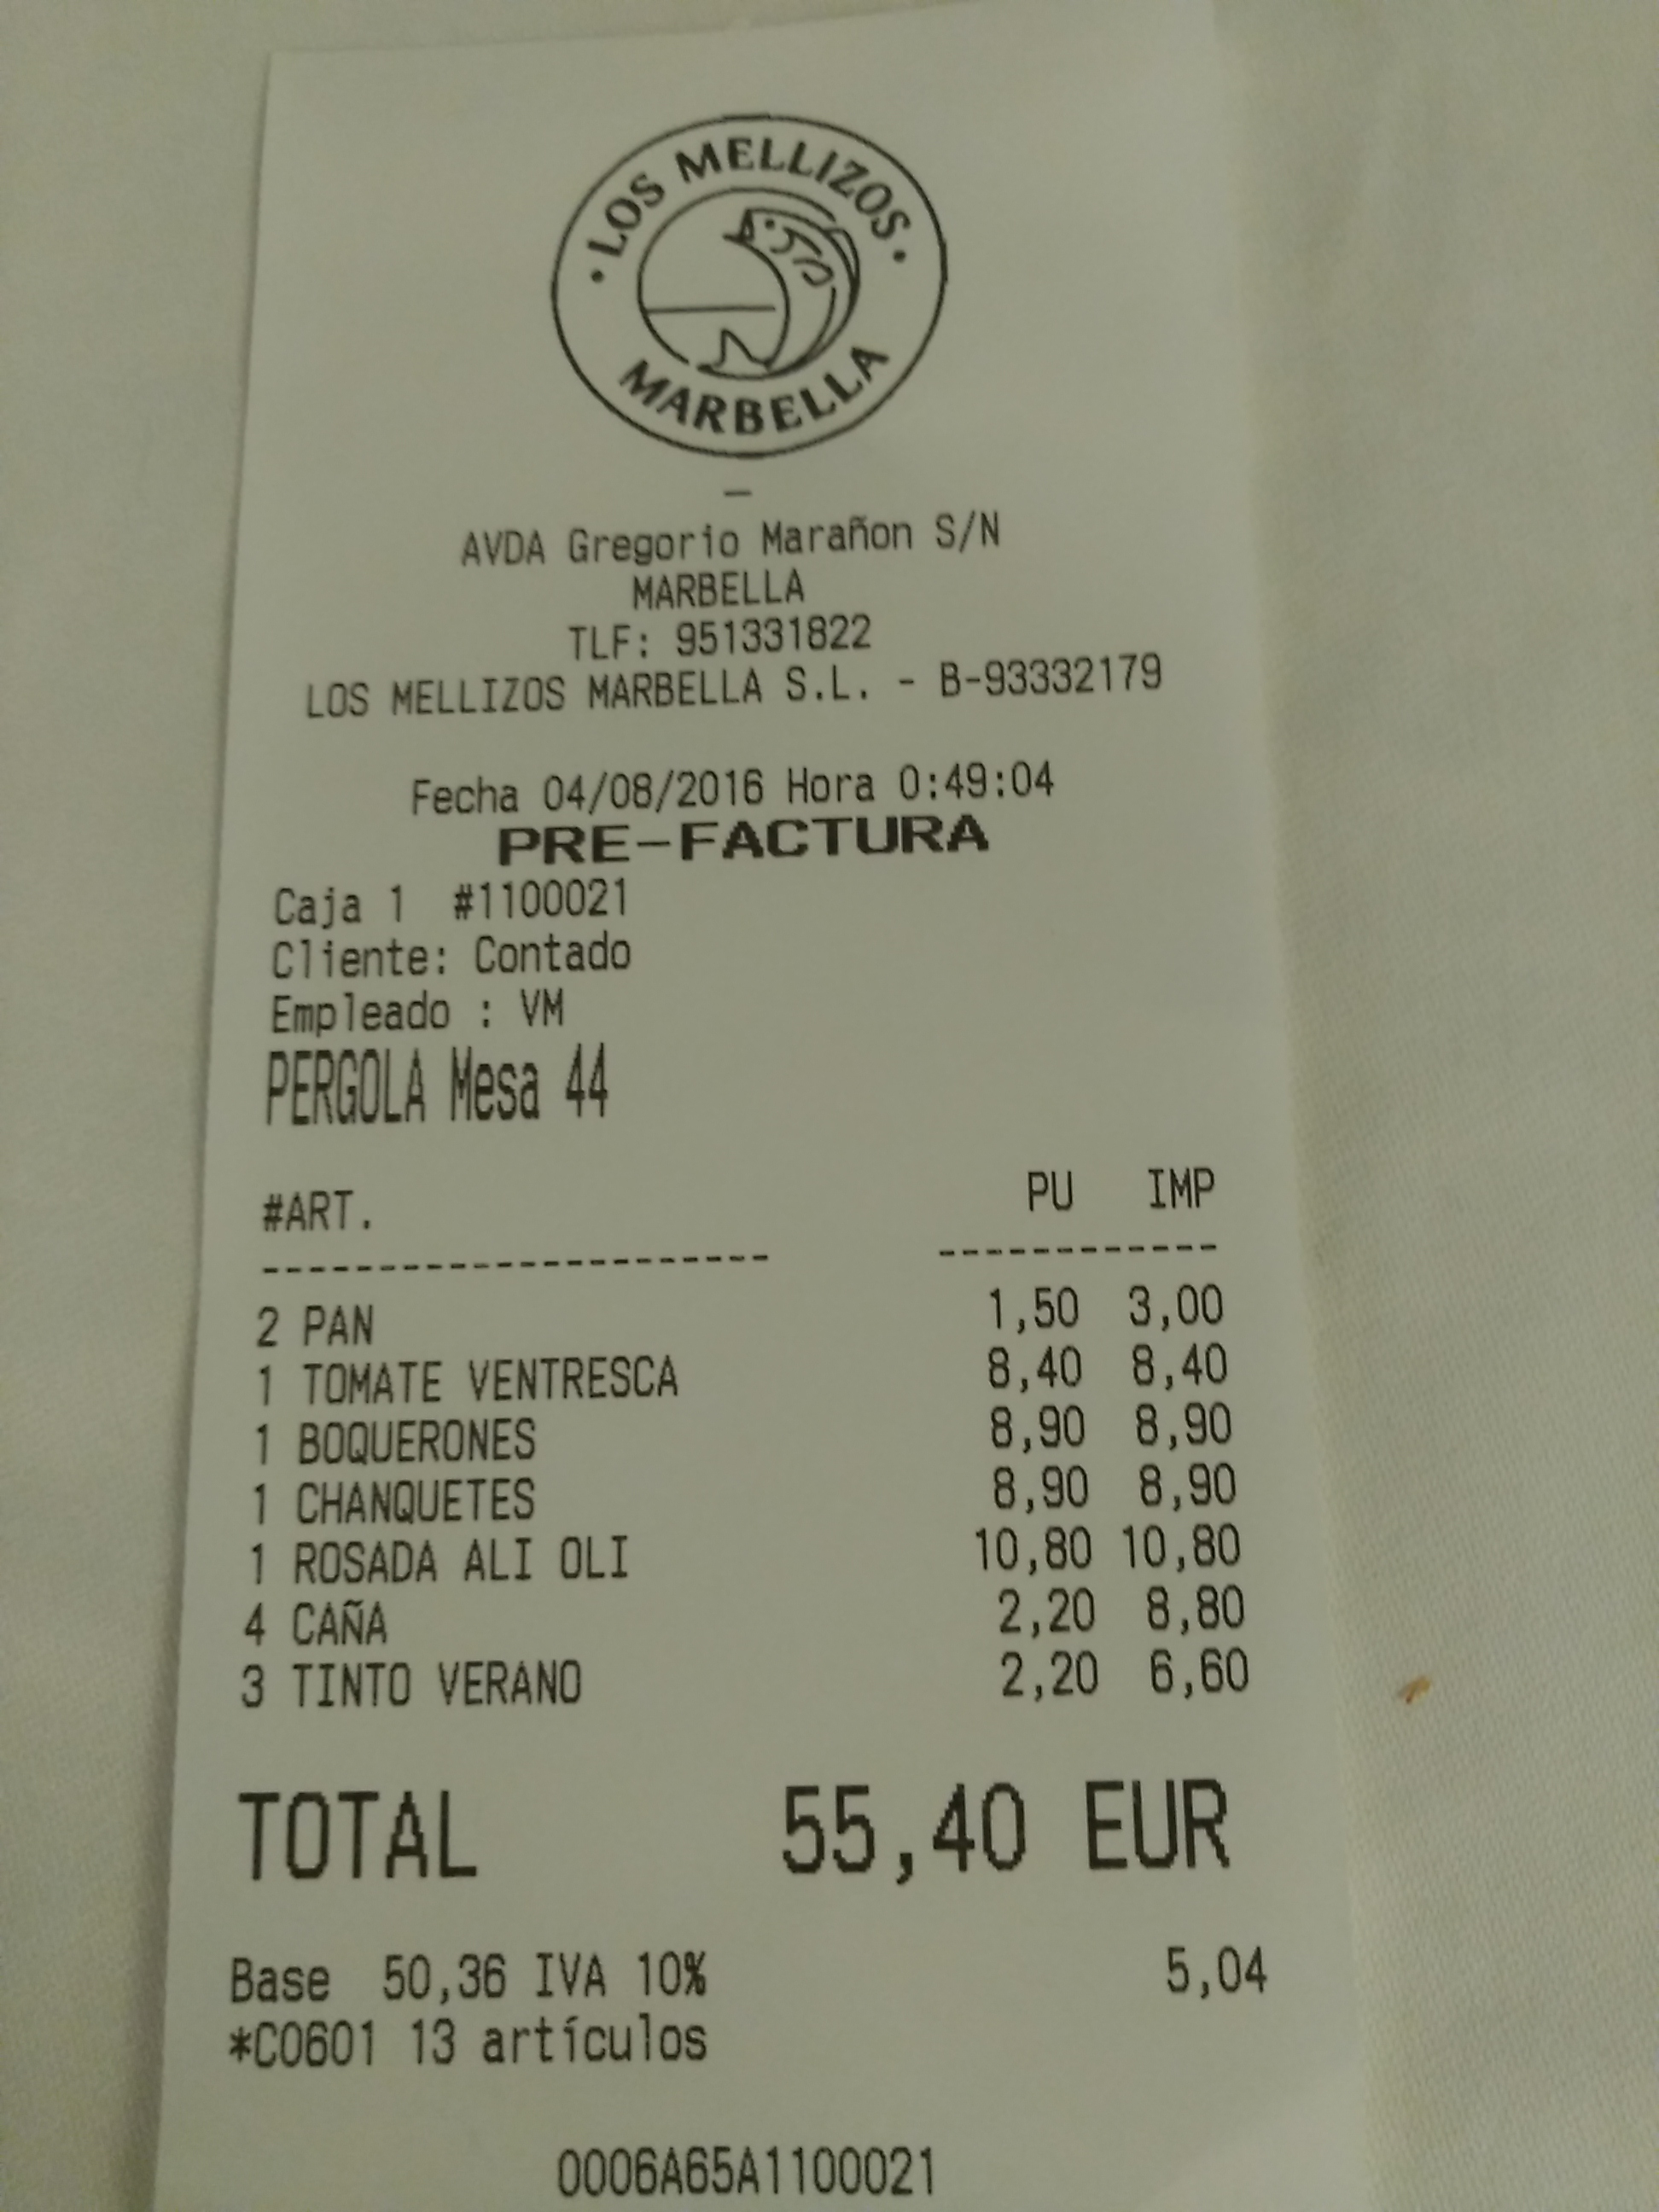 · LOS MELLIZOS ·
MARBELLA
AVDA Gregorio Marañon S/N
MARBELLA
TLF: 951331822
LOS MELLIZOS MARBELLA S.L. - B-93332179
Fecha 04/08/2016 Hora 0:49:04
PRE-FACTURA
Caja 1 #1100021
Cliente: Contado
Empleado : VM
PERGOLA Mesa 44
#ART. PU IMP
--------------------- ------------
2 PAN 1,50 3,00
1 TOMATE VENTRESCA 8,40 8,40
1 BOQUERONES 8,90 8,90
1 CHANQUETES 8,90 8,90
1 ROSADA ALI OLI 10,80 10,80
4 CAÑA 2,20 8,80
3 TINTO VERANO 2,20 6,60
TOTAL 55,40 EUR
Base 50,36 IVA 10% 5,04
*C0601 13 artículos
0006A65A1100021